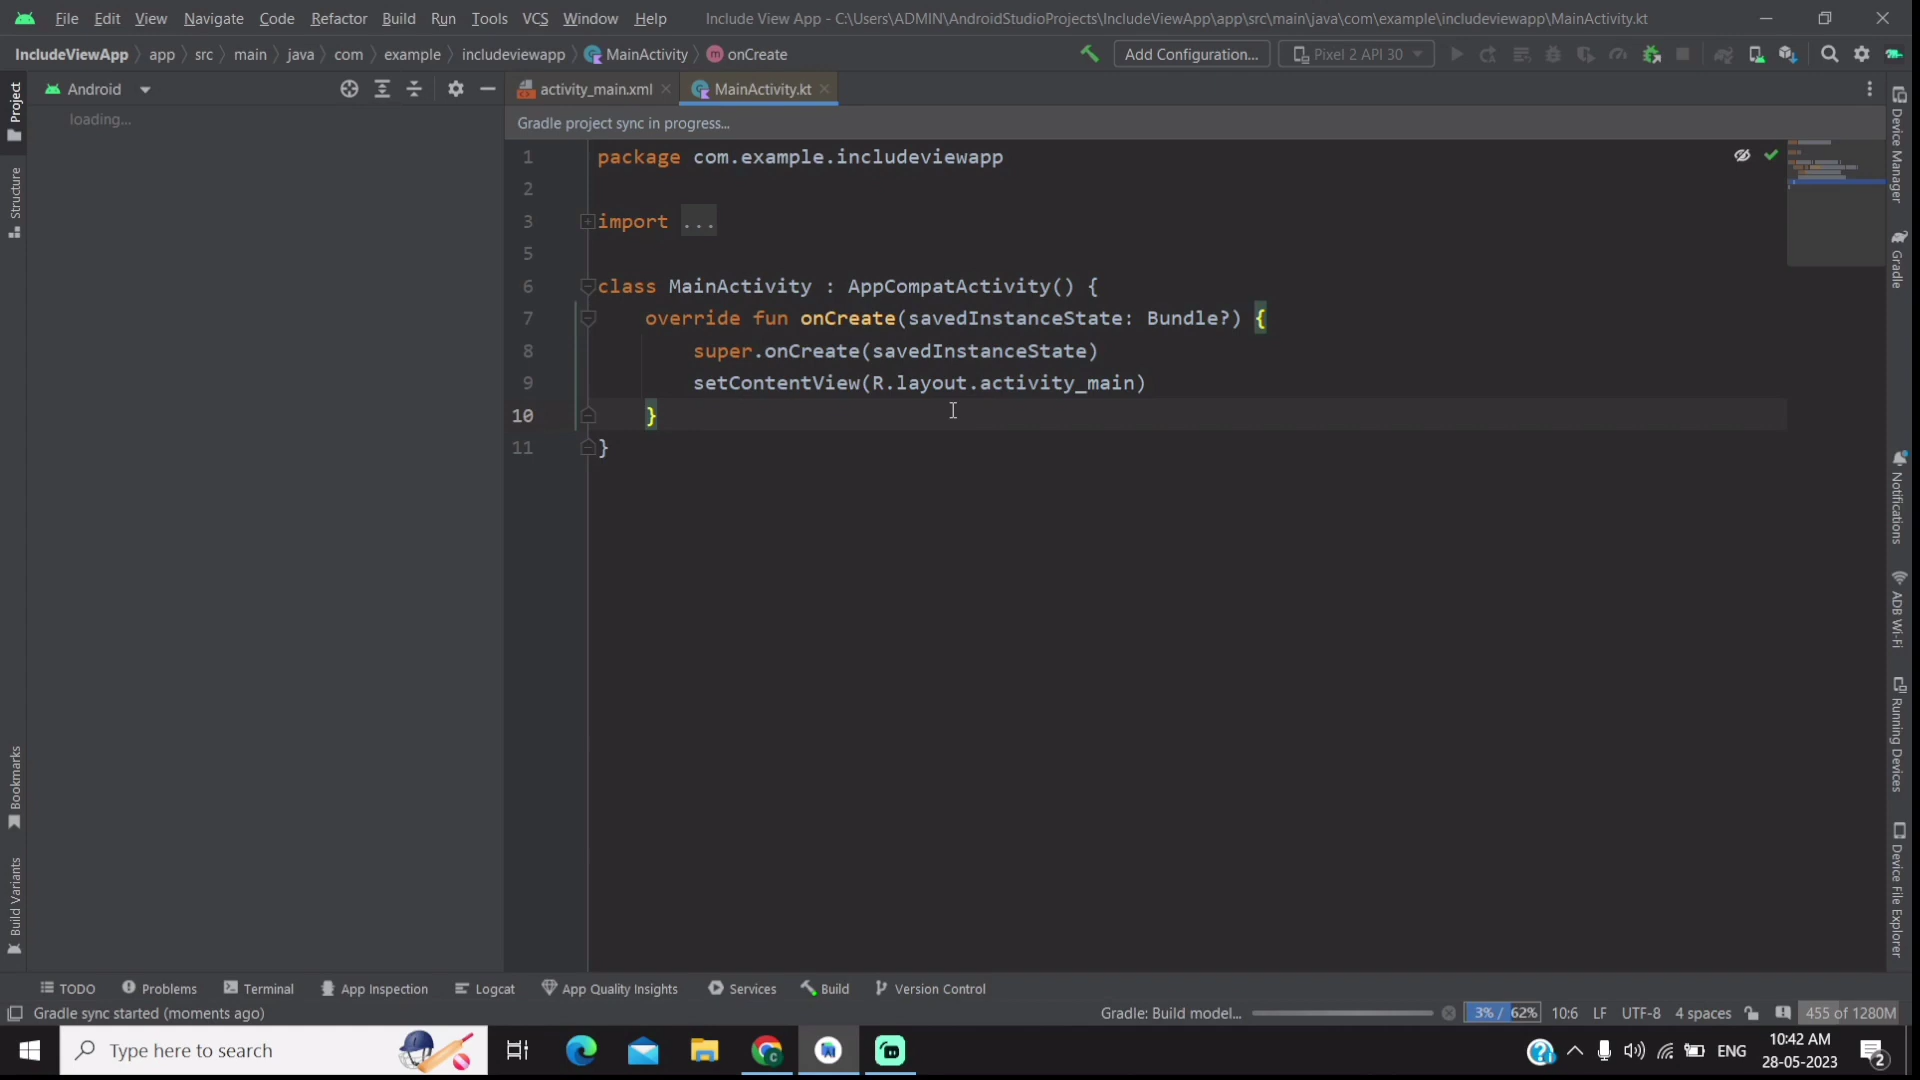 File Edit View Navigate Code Refactor Build Run Tools VCS Window Help Include View App - C:\Users\ADMIN\AndroidStudioProjects\IncludeViewApp\app\src\main\java\com\example\includeviewapp\MainActivity.kt
IncludeViewApp app src main java com example includeviewapp MainActivity onCreate Add Configuration... Pixel 2 API 30
Project
Android
activity_main.xml MainActivity.kt
loading...
Gradle project sync in progress...
1 package com.example.includeviewapp
2
3 import ...
5
6 class MainActivity : AppCompatActivity() {
7 override fun onCreate(savedInstanceState: Bundle?) {
8 super.onCreate(savedInstanceState)
9 setContentView(R.layout.activity_main)
10 }
11 }
Structure
Bookmarks
Build Variants
Device Manager
Gradle
Notifications
ADB Wi-Fi
Running Devices
Device File Explorer
TODO Problems Terminal App Inspection Logcat App Quality Insights Services Build Version Control
Gradle sync started (moments ago) Gradle: Build model... 3% / 62% 10:6 LF UTF-8 4 spaces 455 of 1280M
Type here to search ENG 10:42 AM
28-05-2023 2